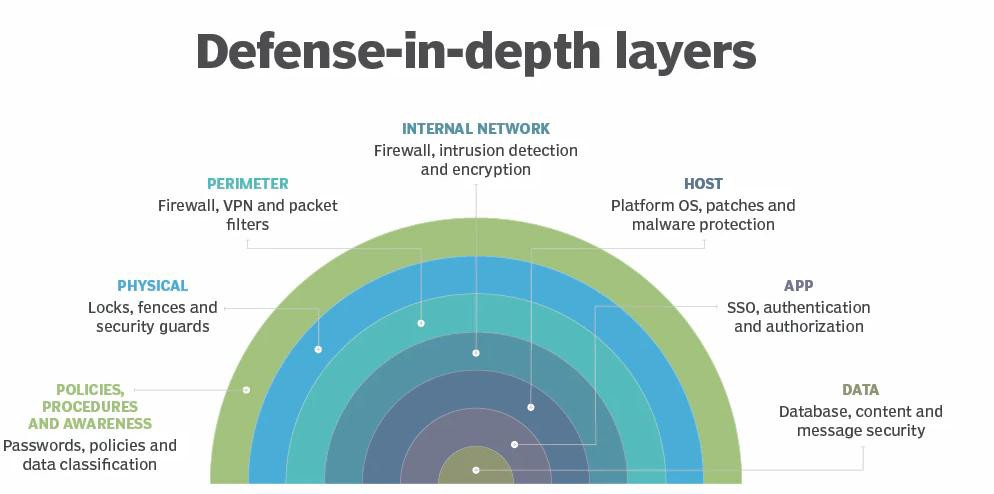 Defense-in-depth layers
INTERNAL NETWORK
Firewall, intrusion detection
and encryption
PERIMETER
Firewall, VPN and packet
filters
HOST
Platform OS, patches and
malware protection
PHYSICAL
Locks, fences and
security guards
APP
SSO, authentication
and authorization
POLICIES,
PROCEDURES
AND AWARENESS
Passwords, policies and
data classification
DATA
Database, content and
message security